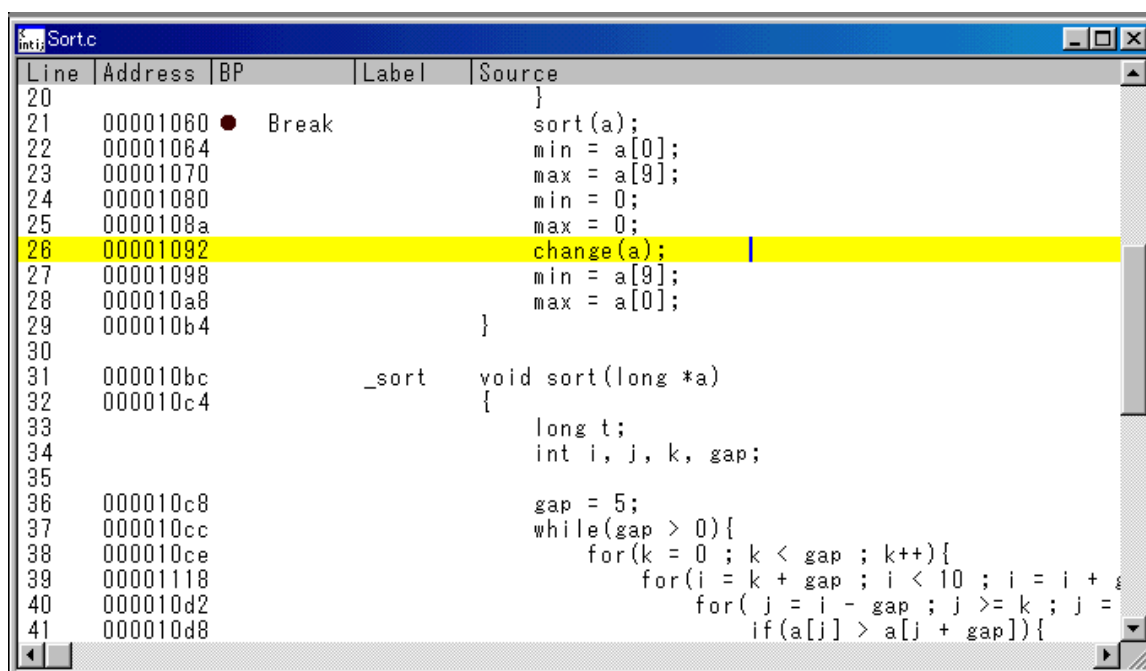 Sort.c
Line Address BP Label Source
20 }
21 00001060 Break sort(a);
22 00001064 min = a[0];
23 00001070 max = a[9];
24 00001080 min = 0;
25 0000108a max = 0;
26 00001092 change(a);
27 00001098 min = a[9];
28 000010a8 max = a[0];
29 000010b4 }
30
31 000010bc _sort void sort(long *a)
32 000010c4 {
33 long t;
34 int i, j, k, gap;
35
36 000010c8 gap = 5;
37 000010cc while(gap > 0){
38 000010ce for(k = 0 ; k < gap ; k++){
39 00001118 for(i = k + gap ; i < 10 ; i = i +
40 000010d2 for( j = i - gap ; j >= k ; j =
41 000010d8 if(a[j] > a[j + gap]){